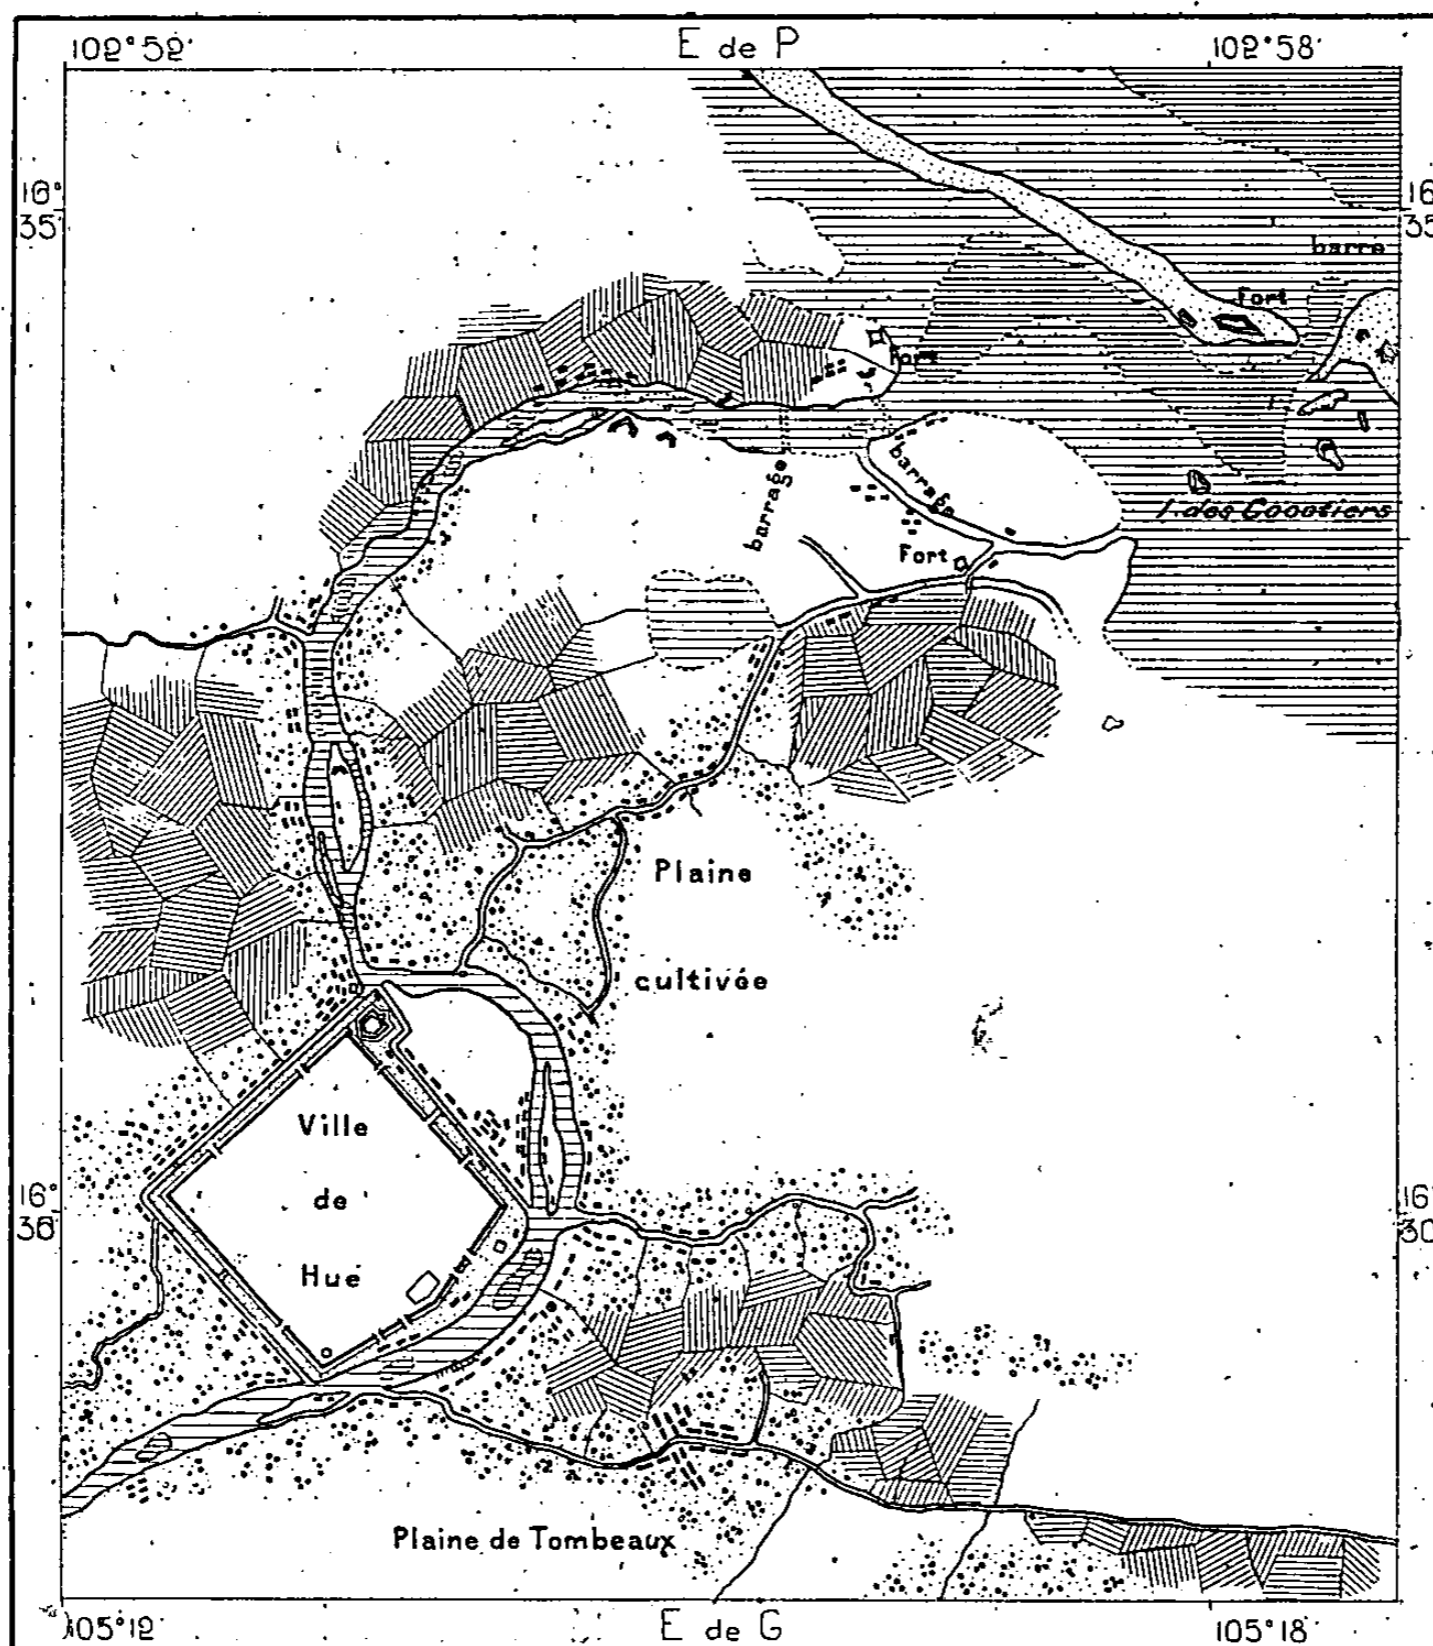 102°52'
E de P
102°58'
16°
35'
16
35
barre
Fort
Fort
barrage
barrage
I. des Cocotiers
Fort
Plaine
cultivée
Ville
de
Hué
16°
30'
16
30
Plaine de Tombeaux
105°12
E de G
105°18'